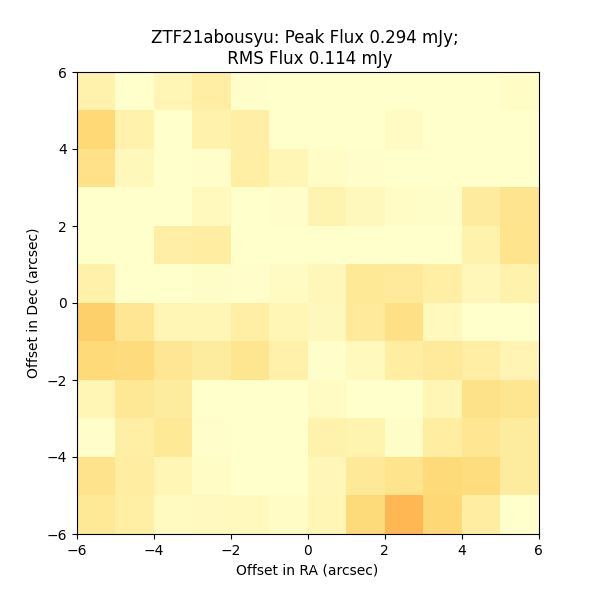 ZTF21abousyu: Peak Flux 0.294 mJy;
RMS Flux 0.114 mJy
6
4
2
0
−2
−4
−6
Offset in Dec (arcsec)
−6 −4 −2 0 2 4 6
Offset in RA (arcsec)